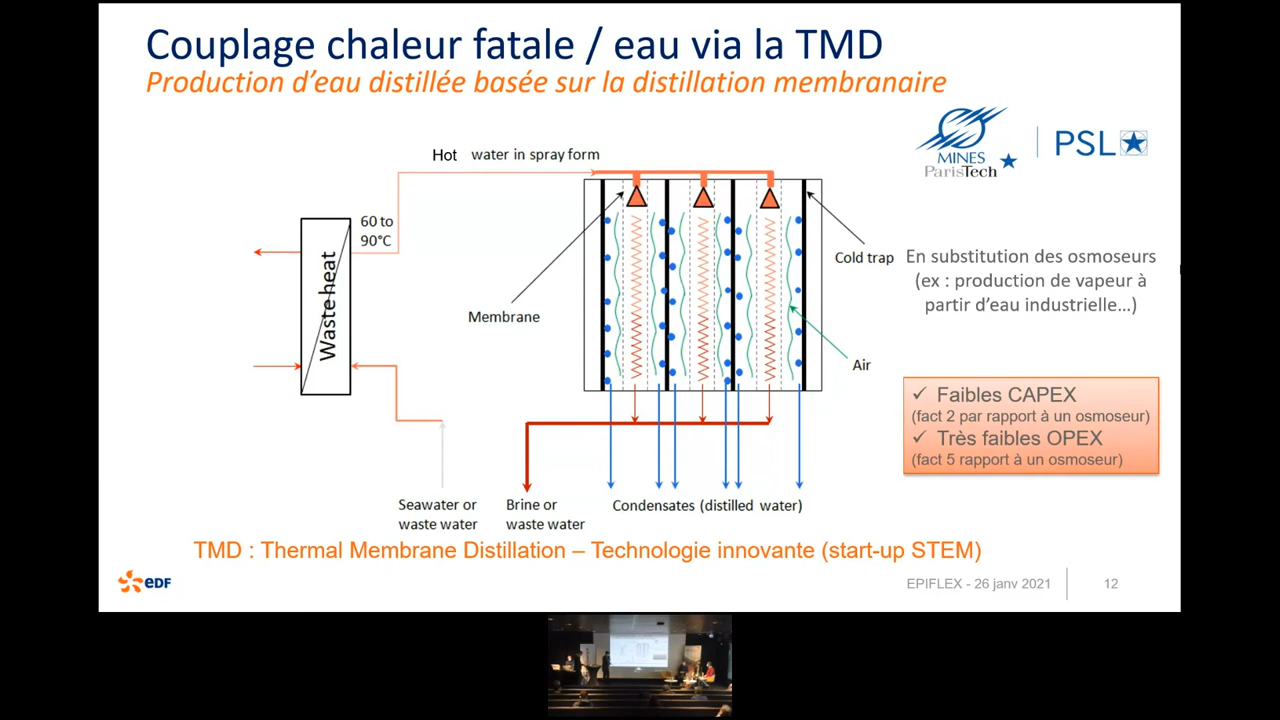 Couplage chaleur fatale / eau via la TMD
Production d'eau distillée basée sur la distillation membranaire
MINES
ParisTech
PSL
Hot water in spray form
60 to
90°C
Waste heat
Cold trap
Membrane
Air
En substitution des osmoseurs
(ex : production de vapeur à
partir d'eau industrielle…)
✓ Faibles CAPEX
(fact 2 par rapport à un osmoseur)
✓ Très faibles OPEX
(fact 5 rapport à un osmoseur)
Seawater or
waste water
Brine or
waste water
Condensates (distilled water)
TMD : Thermal Membrane Distillation – Technologie innovante (start-up STEM)
eDF
EPIFLEX - 26 janv 2021
12